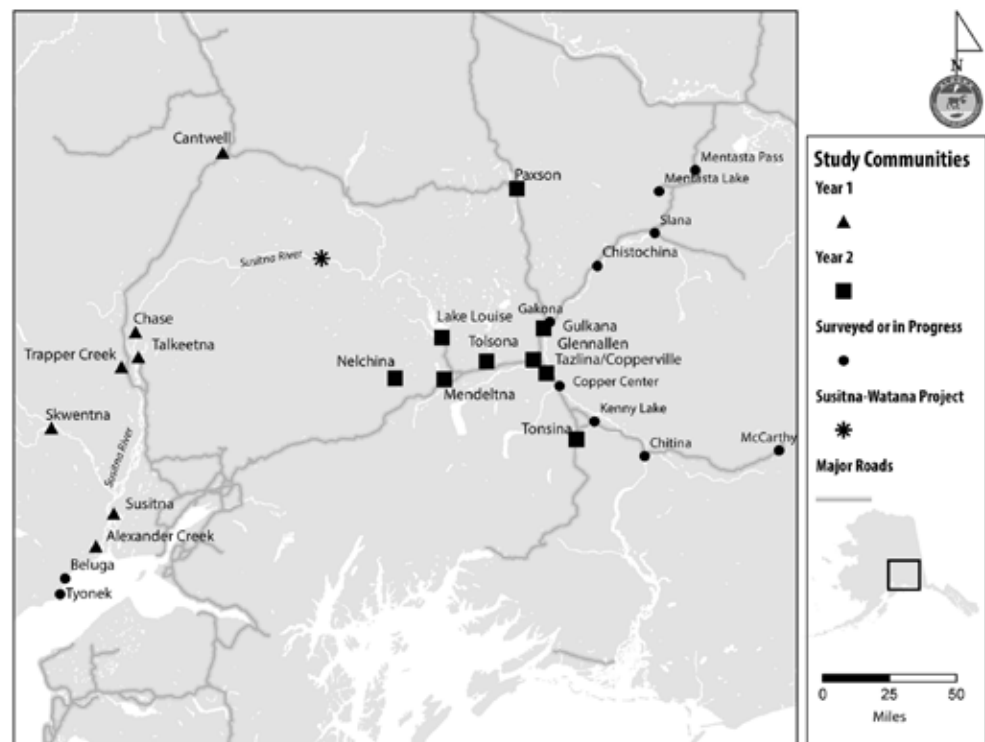 Cantwell
Mentasta Pass
Paxson
Mentasta Lake
Slana
Susitna River
Chistochina
Chase
Lake Louise
Gakona
Gulkana
Talkeetna
Tolsona
Glennallen
Trapper Creek
Nelchina
Tazlina/Copperville
Mendeltna
Copper Center
Skwentna
Kenny Lake
Tonsina
Chitina
McCarthy
Susitna River
Susitna
Alexander Creek
Beluga
Tyonek
N
Study Communities
Year 1
Year 2
Surveyed or in Progress
Susitna-Watana Project
Major Roads
0 25 50
Miles